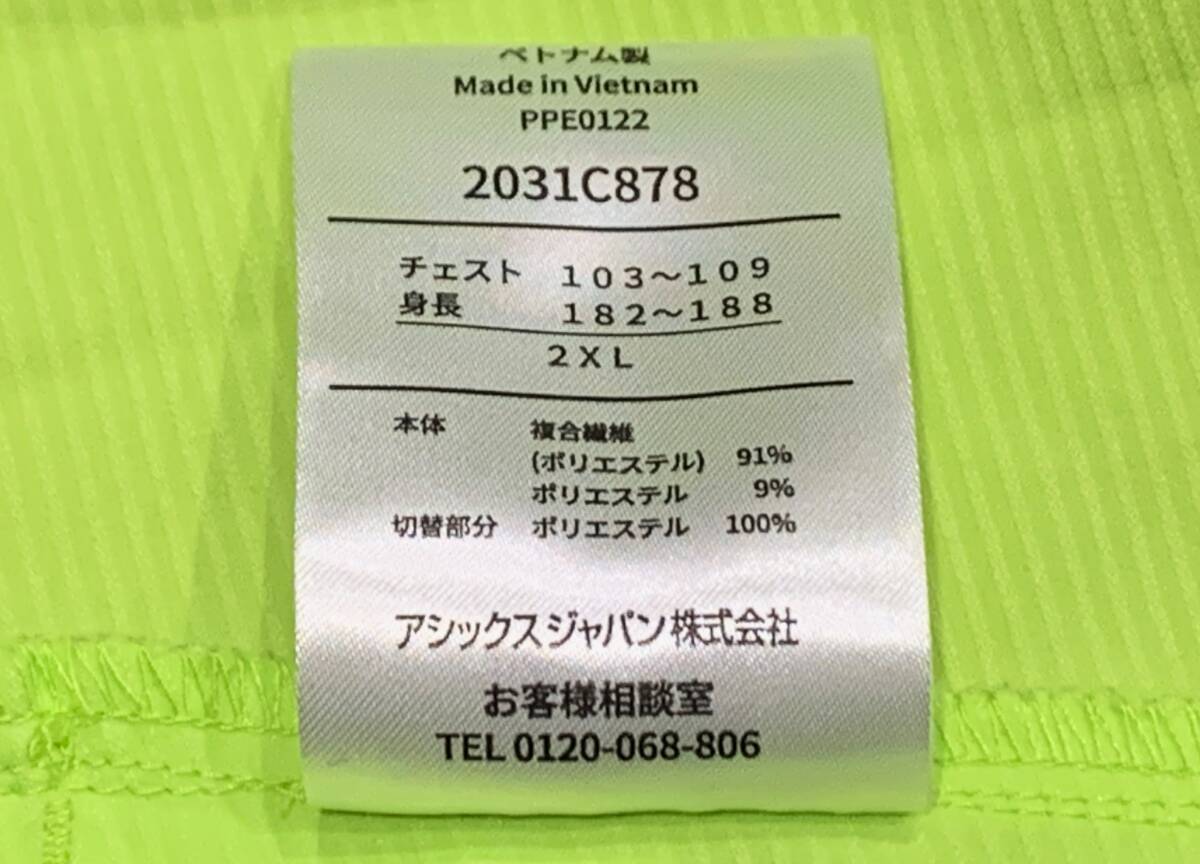 ベトナム製
Made in Vietnam
PPE0122
2031C878
チェスト 103〜109
身長 182〜188
2XL
本体 複合繊維
(ポリエステル) 91%
ポリエステル 9%
切替部分 ポリエステル 100%
アシックスジャパン株式会社
お客様相談室
TEL 0120-068-806